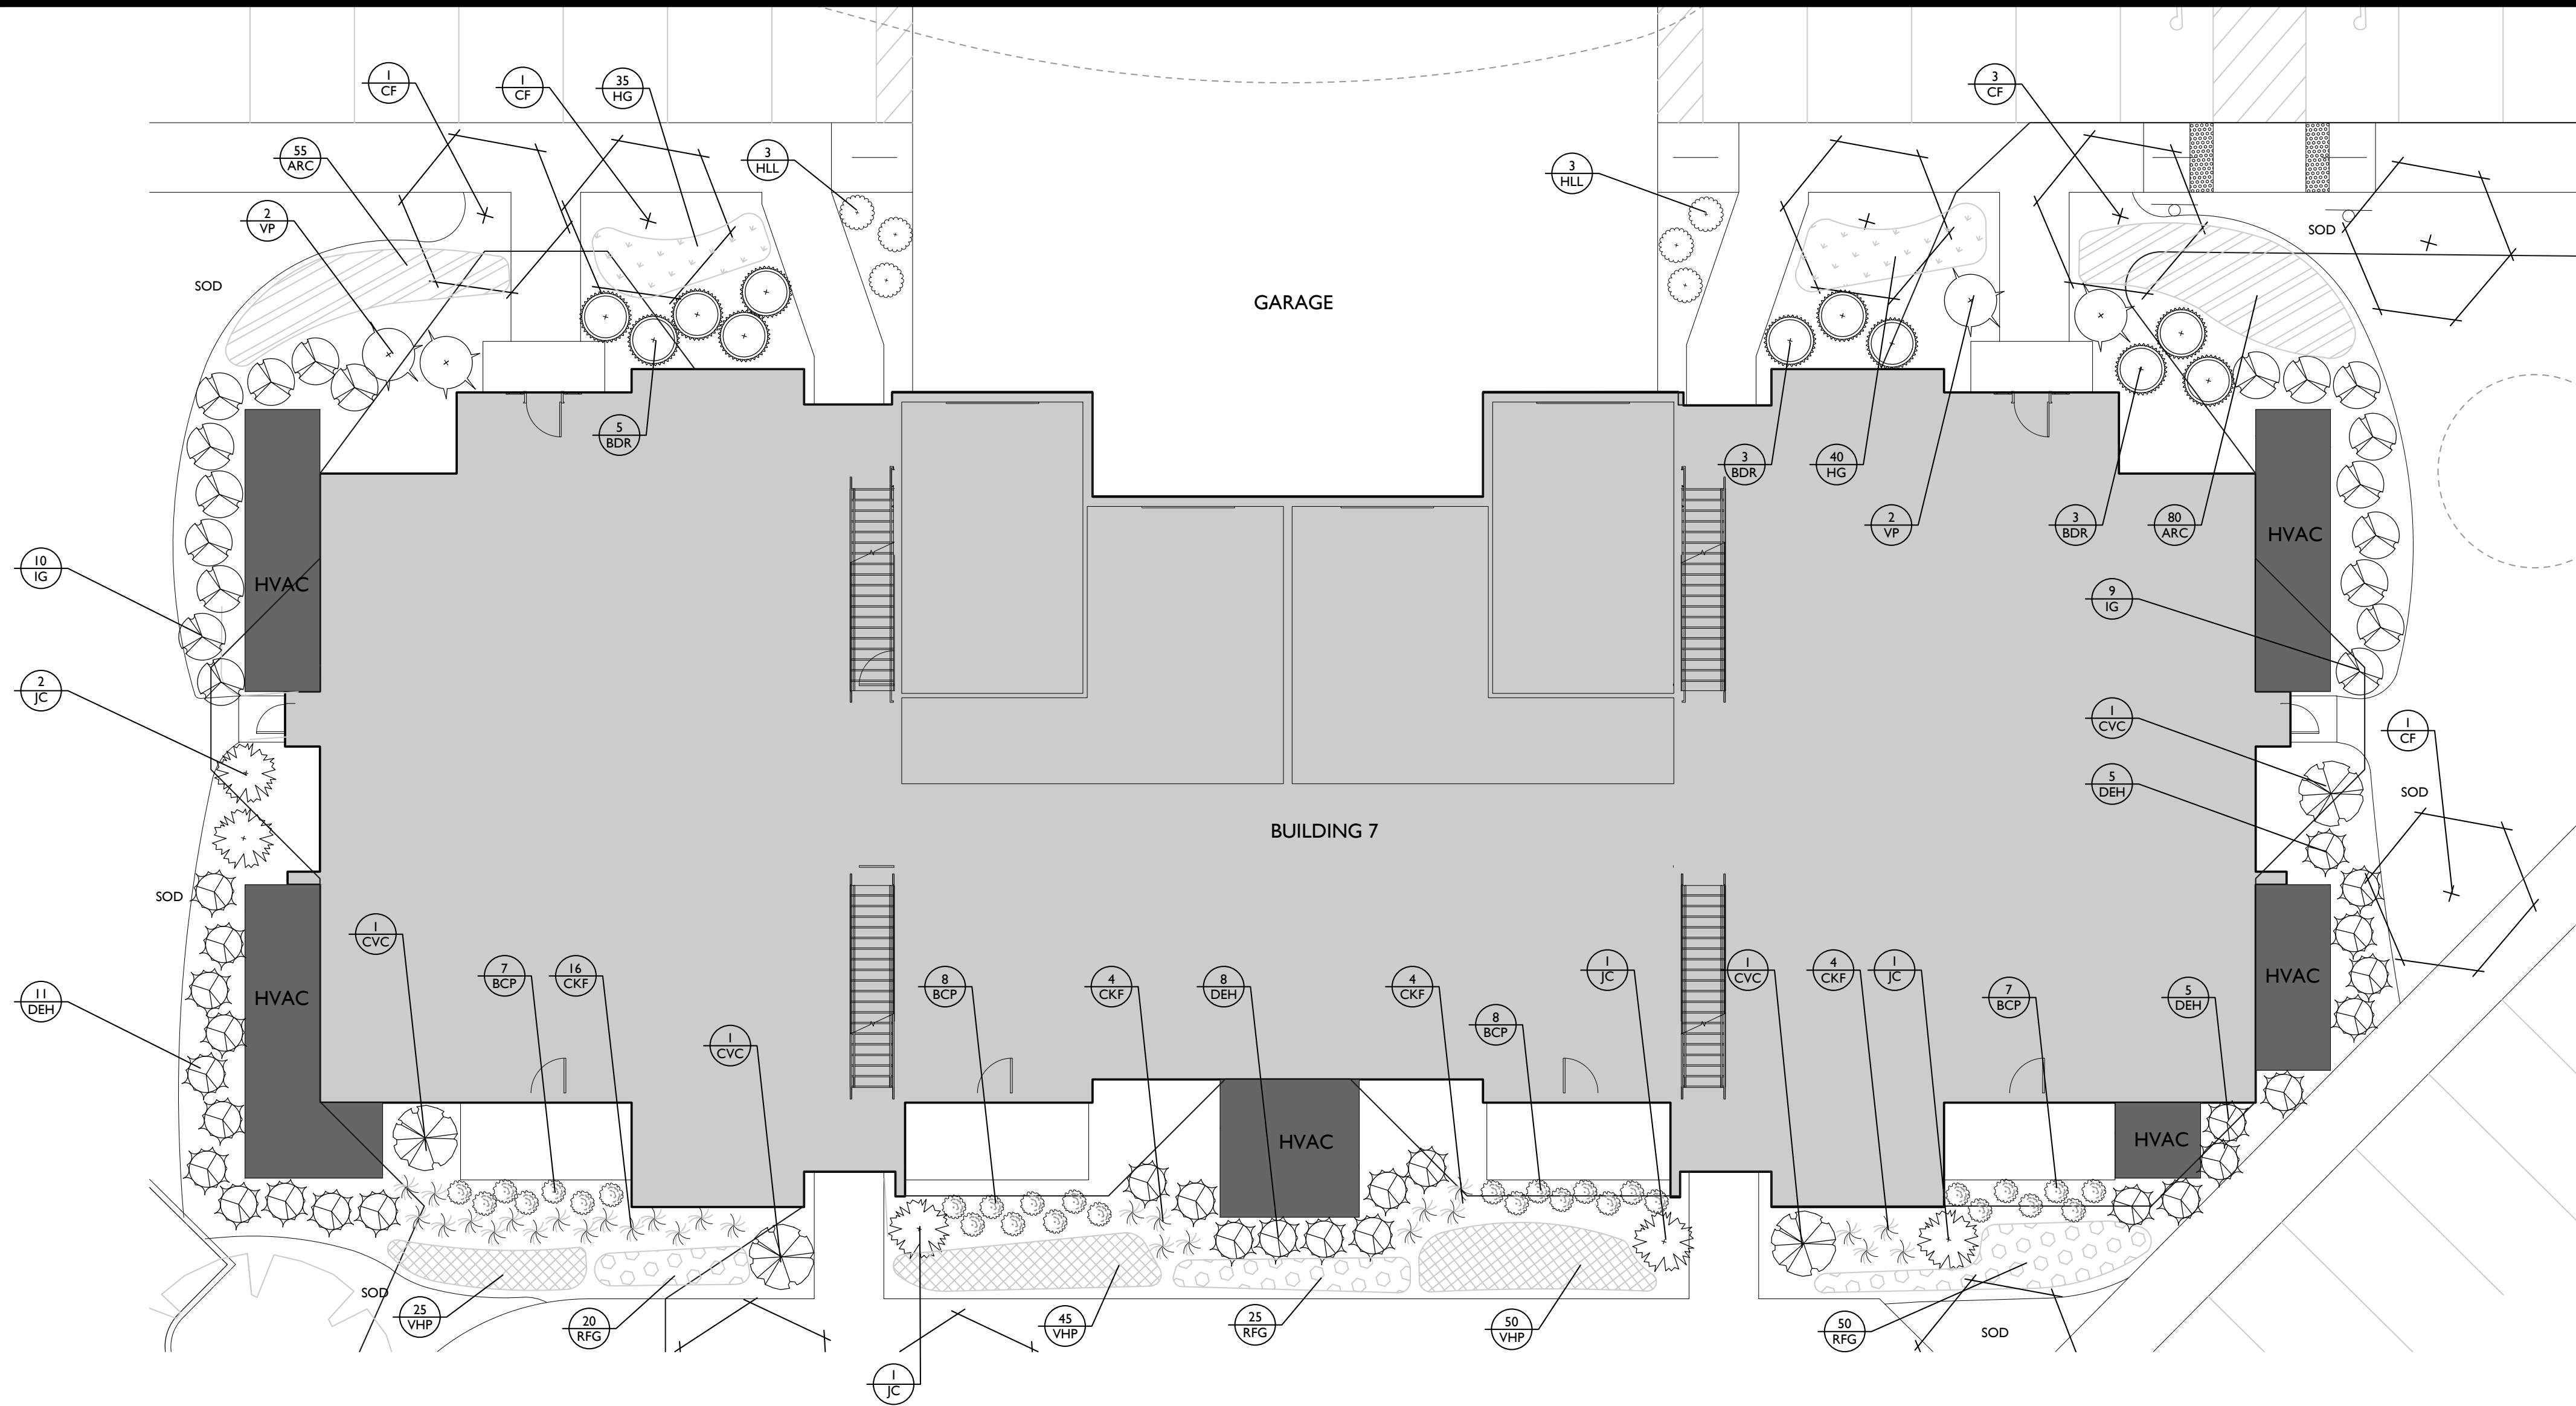 1
CF
1
CF
35
HG
3
CF
55
ARC
3
HLL
3
HLL
2
VP
SOD
SOD
GARAGE
5
BDR
3
BDR
40
HG
2
VP
3
BDR
80
ARC
HVAC
10
IG
HVAC
9
IG
2
JC
1
CVC
1
CF
5
DEH
SOD
BUILDING 7
SOD
1
CVC
7
BCP
16
CKF
8
BCP
4
CKF
8
DEH
4
CKF
1
JC
1
CVC
4
CKF
1
JC
HVAC
7
BCP
5
DEH
11
DEH
HVAC
8
BCP
1
CVC
HVAC
HVAC
SOD
25
VHP
20
RFG
45
VHP
25
RFG
50
VHP
50
RFG
SOD
1
JC